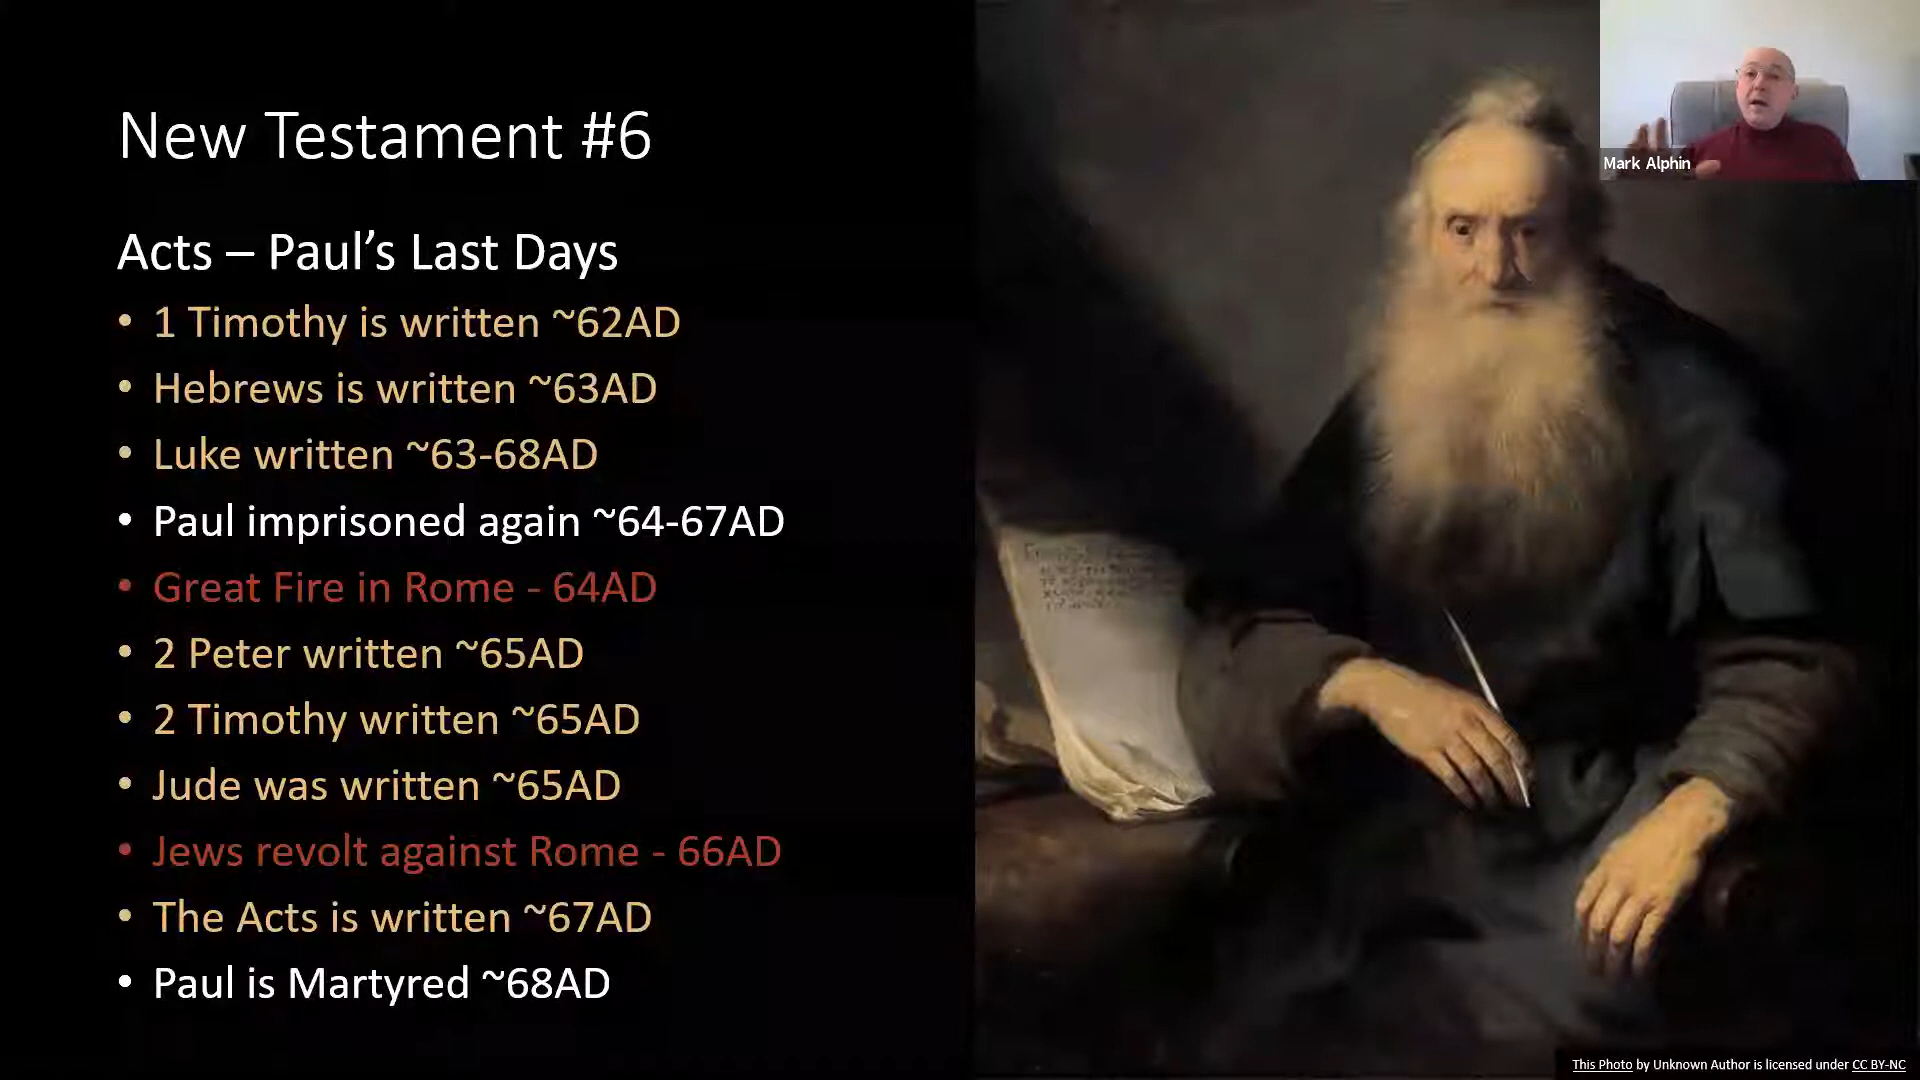 New Testament #6
Acts – Paul’s Last Days
• 1 Timothy is written ~62AD
• Hebrews is written ~63AD
• Luke written ~63-68AD
• Paul imprisoned again ~64-67AD
• Great Fire in Rome - 64AD
• 2 Peter written ~65AD
• 2 Timothy written ~65AD
• Jude was written ~65AD
• Jews revolt against Rome - 66AD
• The Acts is written ~67AD
• Paul is Martyred ~68AD
Mark Alphin
This Photo by Unknown Author is licensed under CC BY-NC